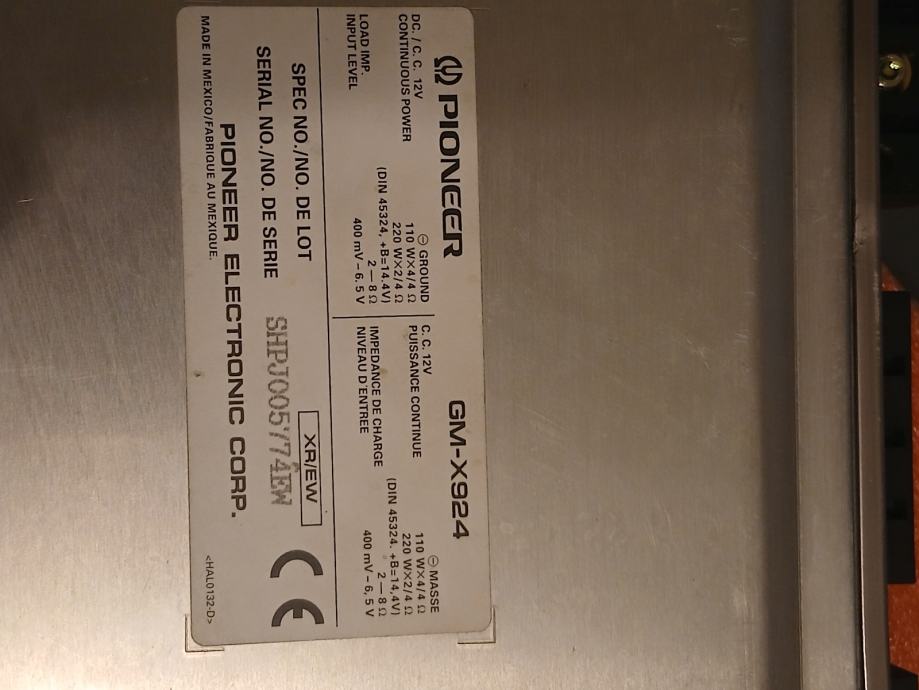 PIONEER GM-X924
DC./C.C. 12V ⊖ GROUND
CONTINUOUS POWER 110 W×4/4 Ω
220 W×2/4 Ω
(DIN 45324, +B=14.4V)
LOAD IMP. 2—8 Ω
INPUT LEVEL 400 mV–6.5 V
C.C. 12V ⊖ MASSE
PUISSANCE CONTINUE 110 W×4/4 Ω
220 W×2/4 Ω
(DIN 45324. +B=14,4V)
IMPEDANCE DE CHARGE 2—8 Ω
NIVEAU D'ENTREE 400 mV–6,5 V
SPEC NO./NO. DE LOT XR/EW
SERIAL NO./NO. DE SERIE SHPJ005774EW
CE
PIONEER ELECTRONIC CORP.
MADE IN MEXICO/FABRIQUE AU MEXIQUE. <HAL0132-D>